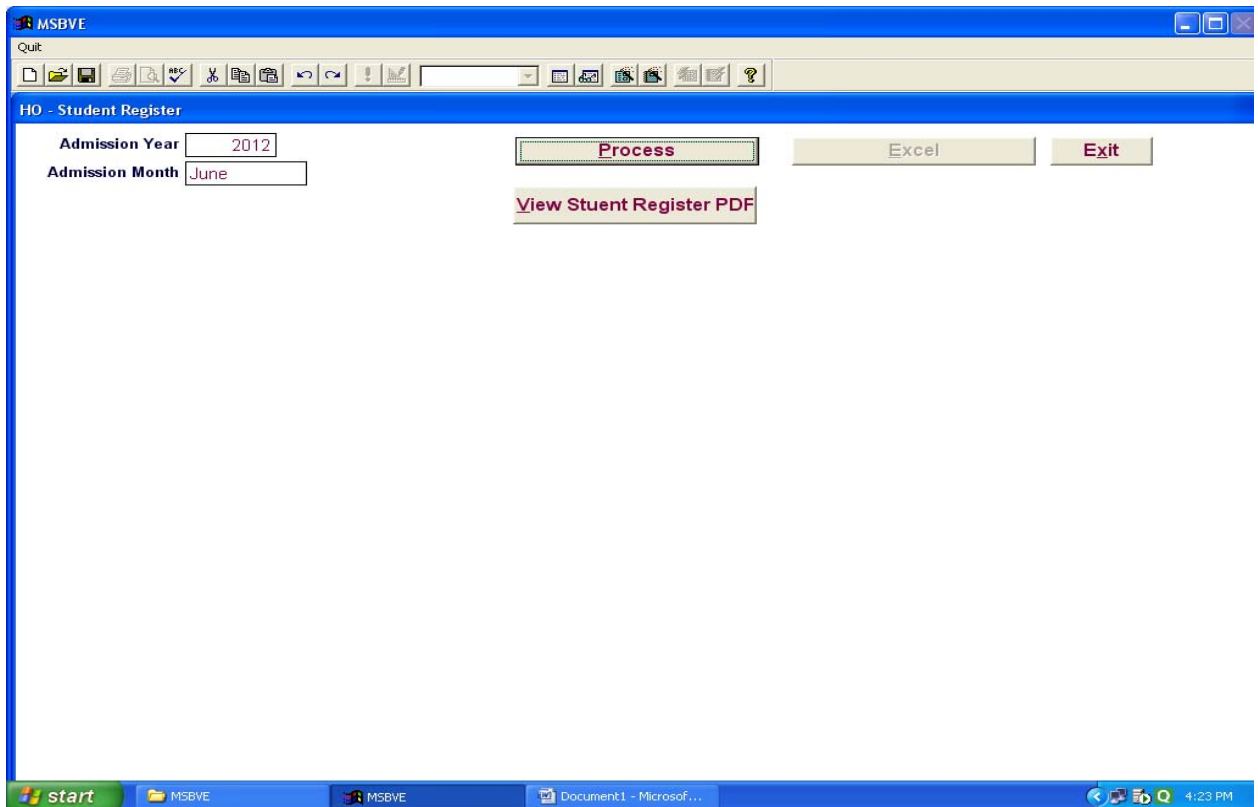 MSBVE
Quit
ABC
HO - Student Register
Admission Year 2012 Process Excel Exit
Admission Month June
View Stuent Register PDF
start MSBVE MSBVE Document1 - Microsof... Q 4:23 PM